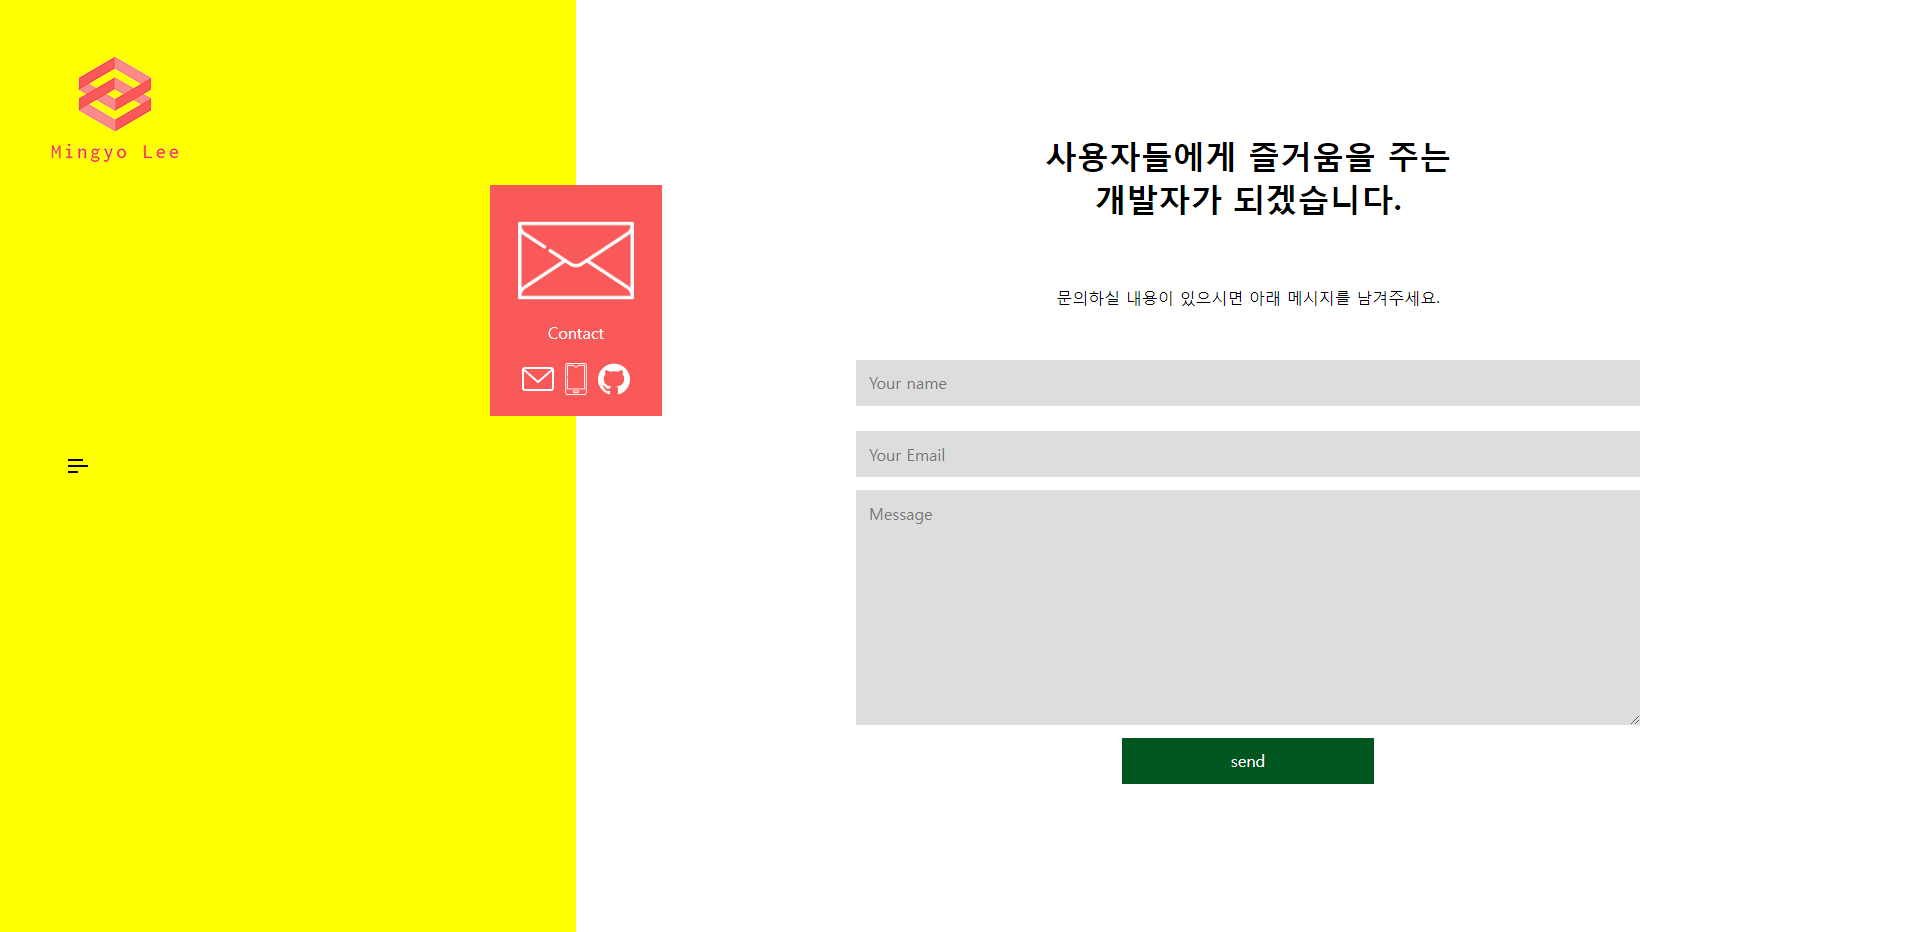 Mingyo Lee
Contact
사용자들에게 즐거움을 주는
개발자가 되겠습니다.
문의하실 내용이 있으시면 아래 메시지를 남겨주세요.
Your name
Your Email
Message
send